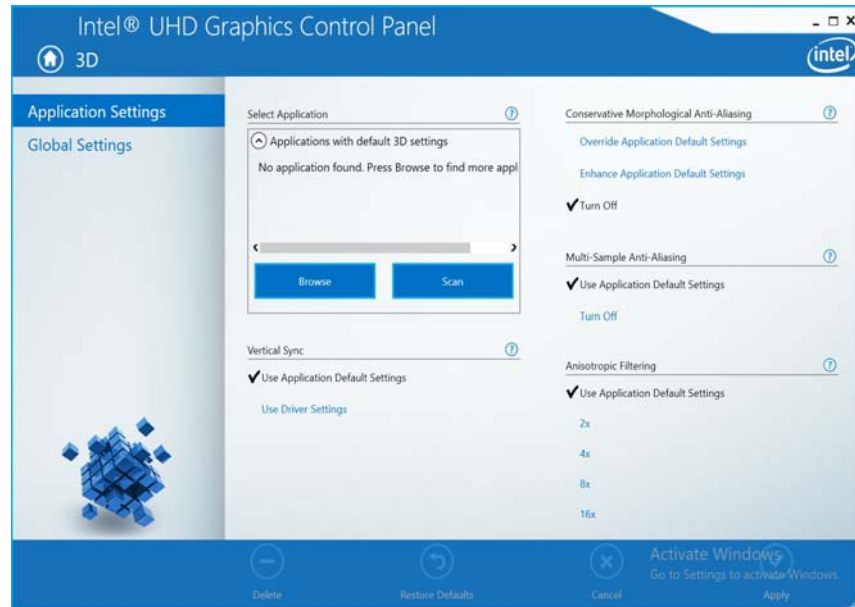 Intel® UHD Graphics Control Panel
3D
intel
Application Settings
Global Settings
Select Application
Applications with default 3D settings
No application found. Press Browse to find more appl
Browse
Scan
Vertical Sync
Use Application Default Settings
Use Driver Settings
Conservative Morphological Anti-Aliasing
Override Application Default Settings
Enhance Application Default Settings
Turn Off
Multi-Sample Anti-Aliasing
Use Application Default Settings
Turn Off
Anisotropic Filtering
Use Application Default Settings
2x
4x
8x
16x
Delete
Restore Defaults
Cancel
Apply
Activate Windows
Go to Settings to activate Windows.